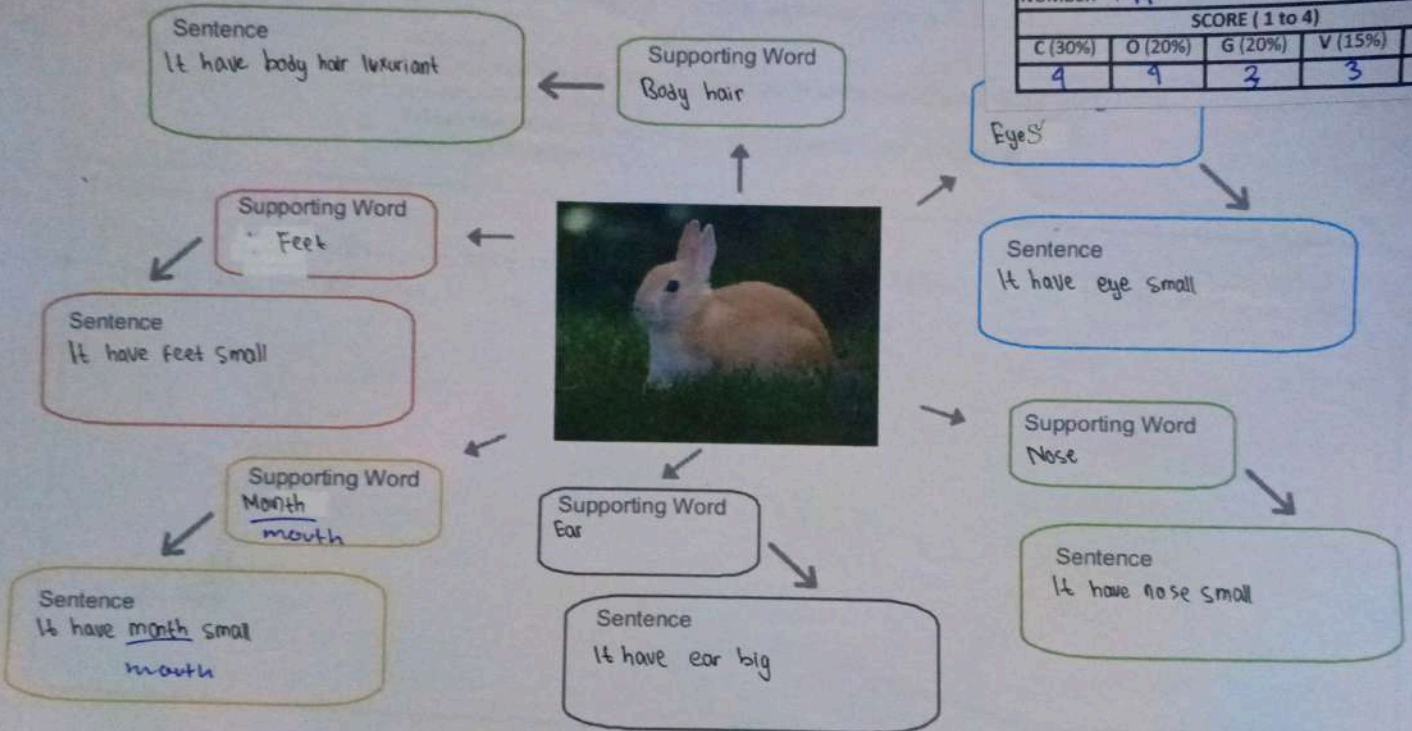 SCORE ( 1 to 4)
C (30%) O (20%) G (20%) V (15%)
4 4 2 3
Sentence
It have body hair luxuriant
Supporting Word
Body hair
Eyes
Sentence
It have eye small
Supporting Word
Feet
Sentence
It have feet small
Supporting Word
Nose
Sentence
It have nose small
Supporting Word
Month
mouth
Sentence
It have month small
mouth
Supporting Word
Ear
Sentence
It have ear big